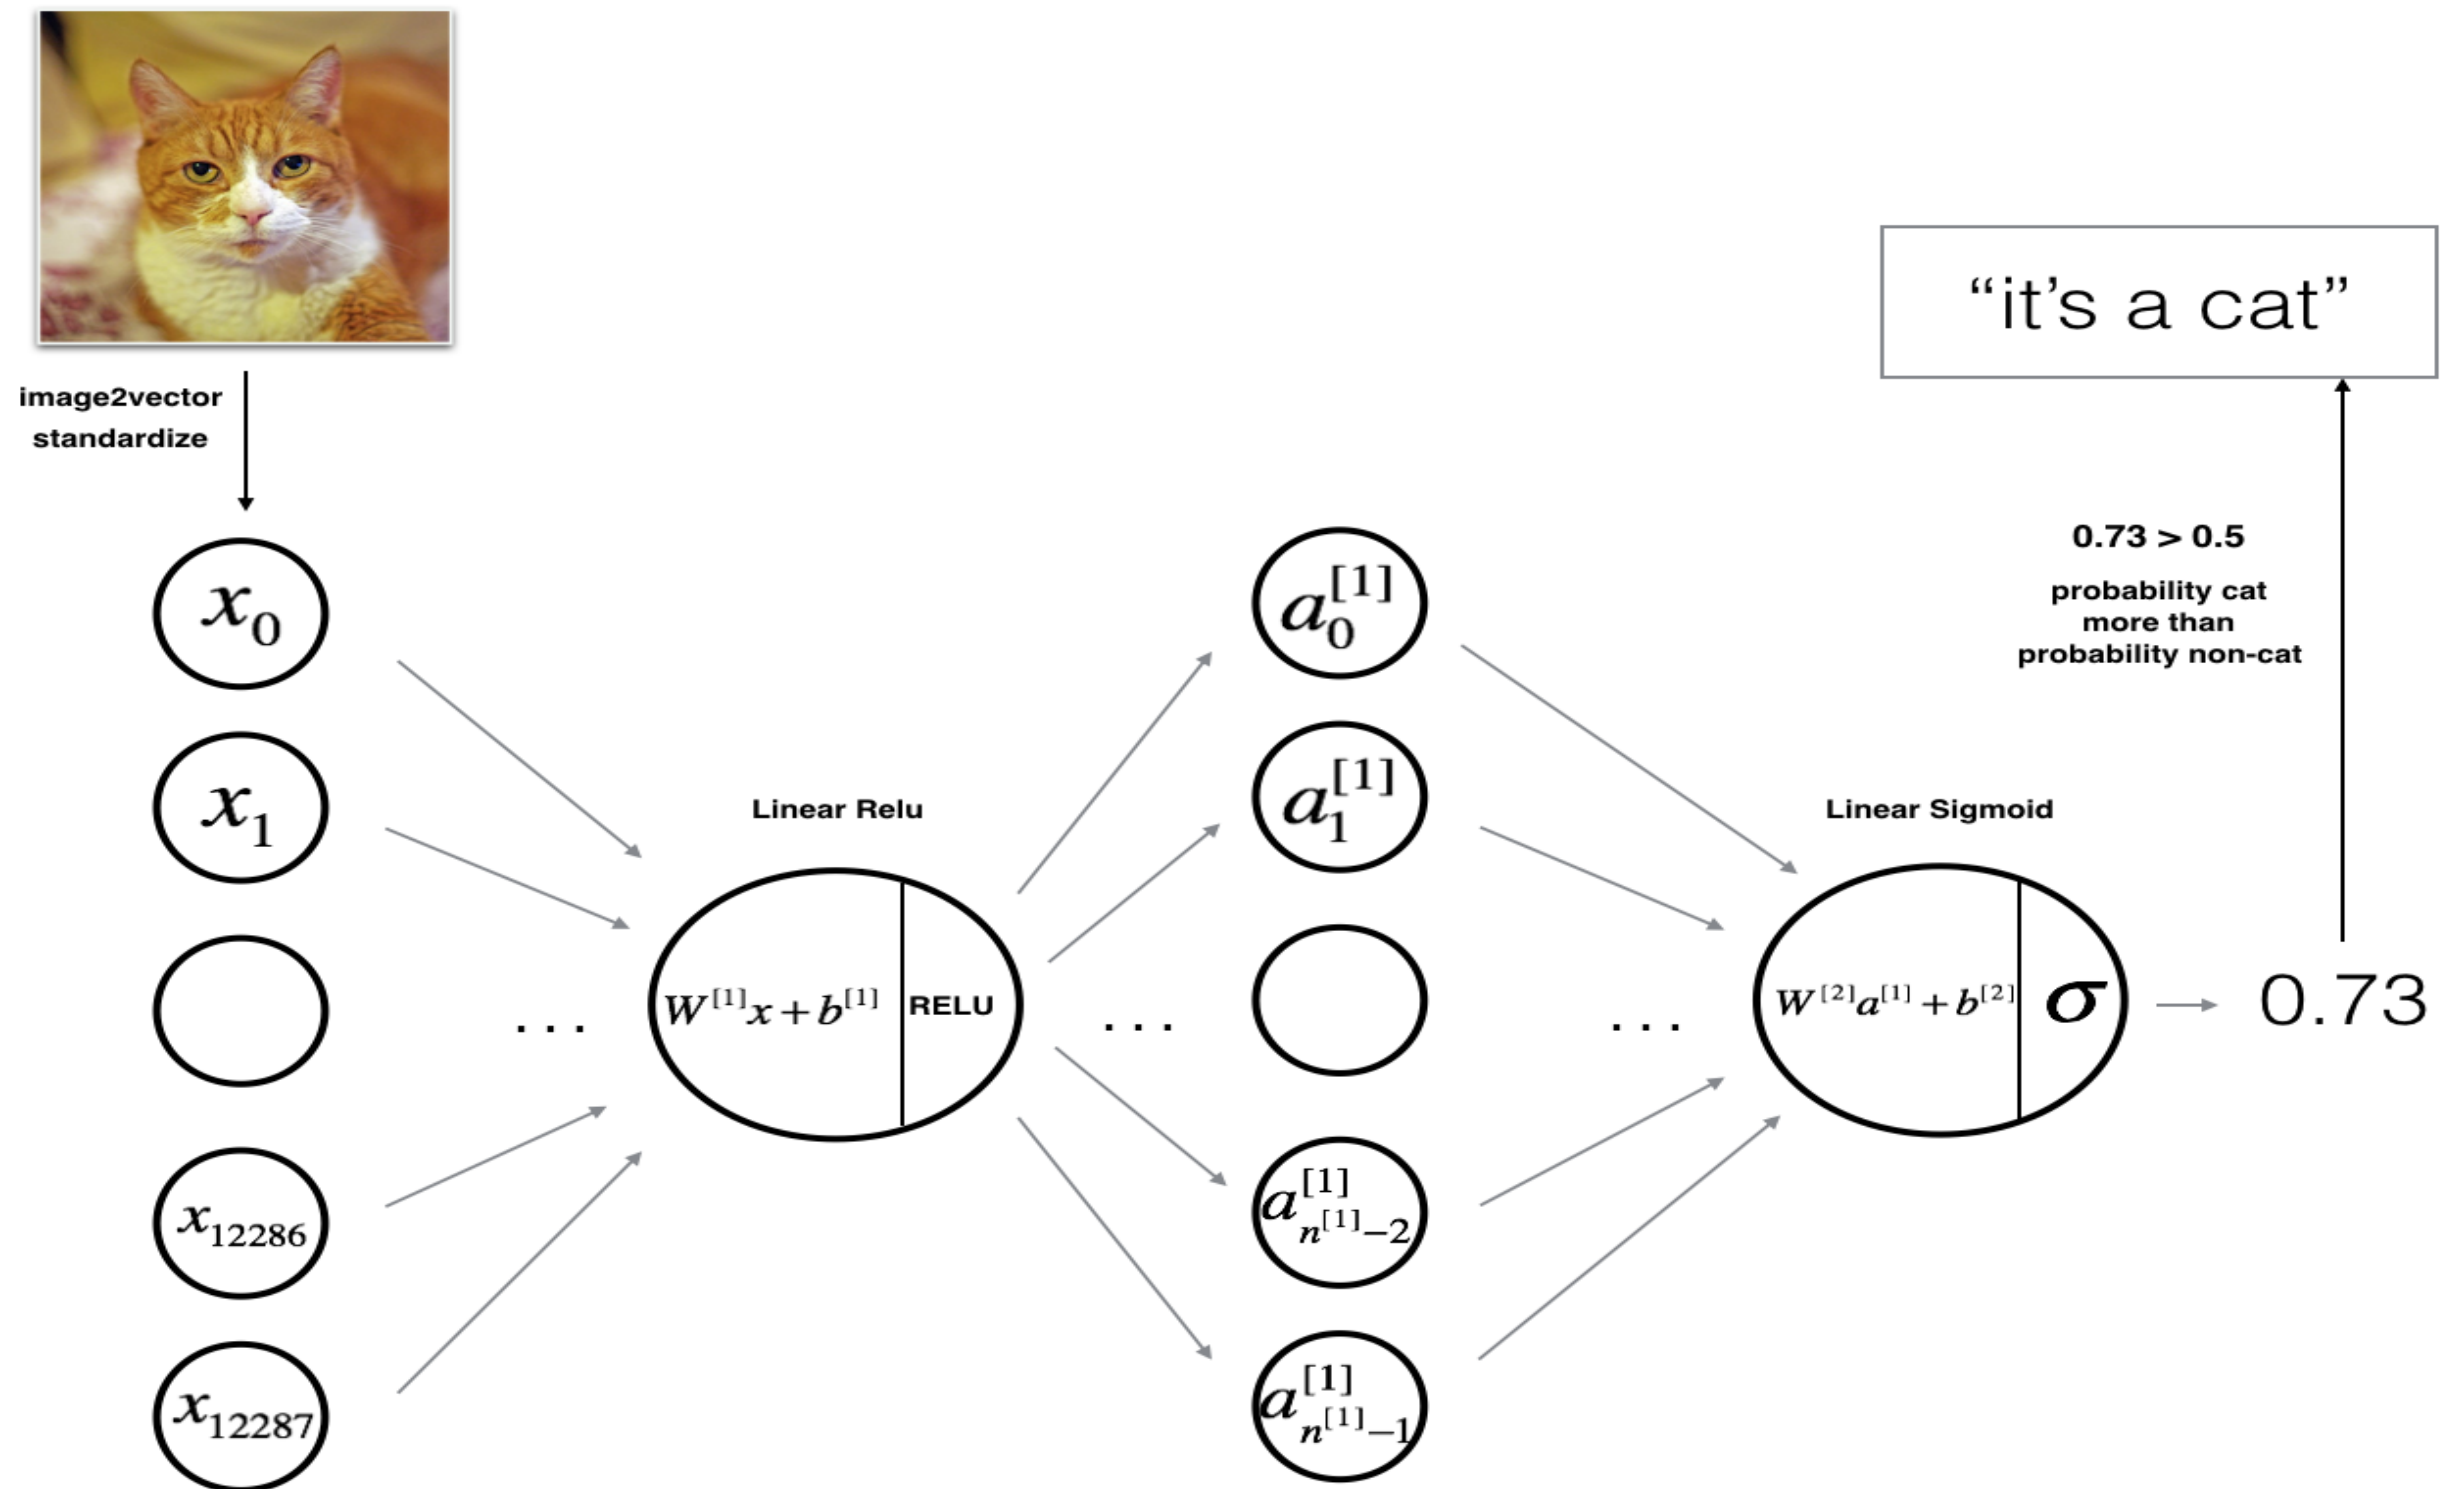 image2vector
standardize
“it’s a cat”
0.73 > 0.5
probability cat
more than
probability non-cat
x₀
x₁
x₁₂₂₈₆
x₁₂₂₈₇
. . .
Linear Relu
W^[1]x + b^[1] RELU
. . .
a₀^[1]
a₁^[1]
a_{n^[1]−2}^[1]
a_{n^[1]−1}^[1]
. . .
Linear Sigmoid
W^[2]a^[1] + b^[2] σ
0.73